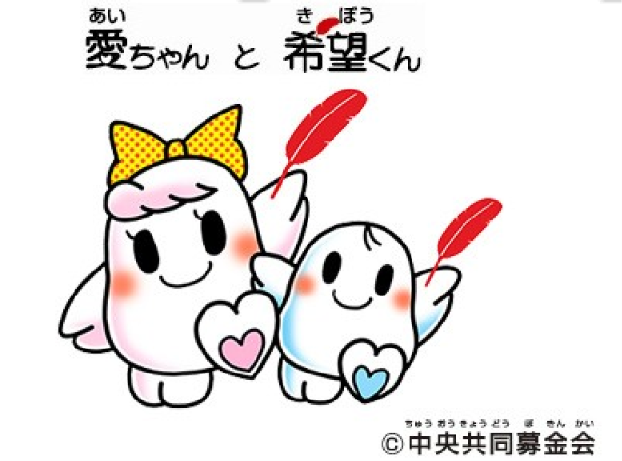 あい き ぼう
愛ちゃん と 希望くん
ちゅう おう きょう どう ぼ きん かい
©中央共同募金会